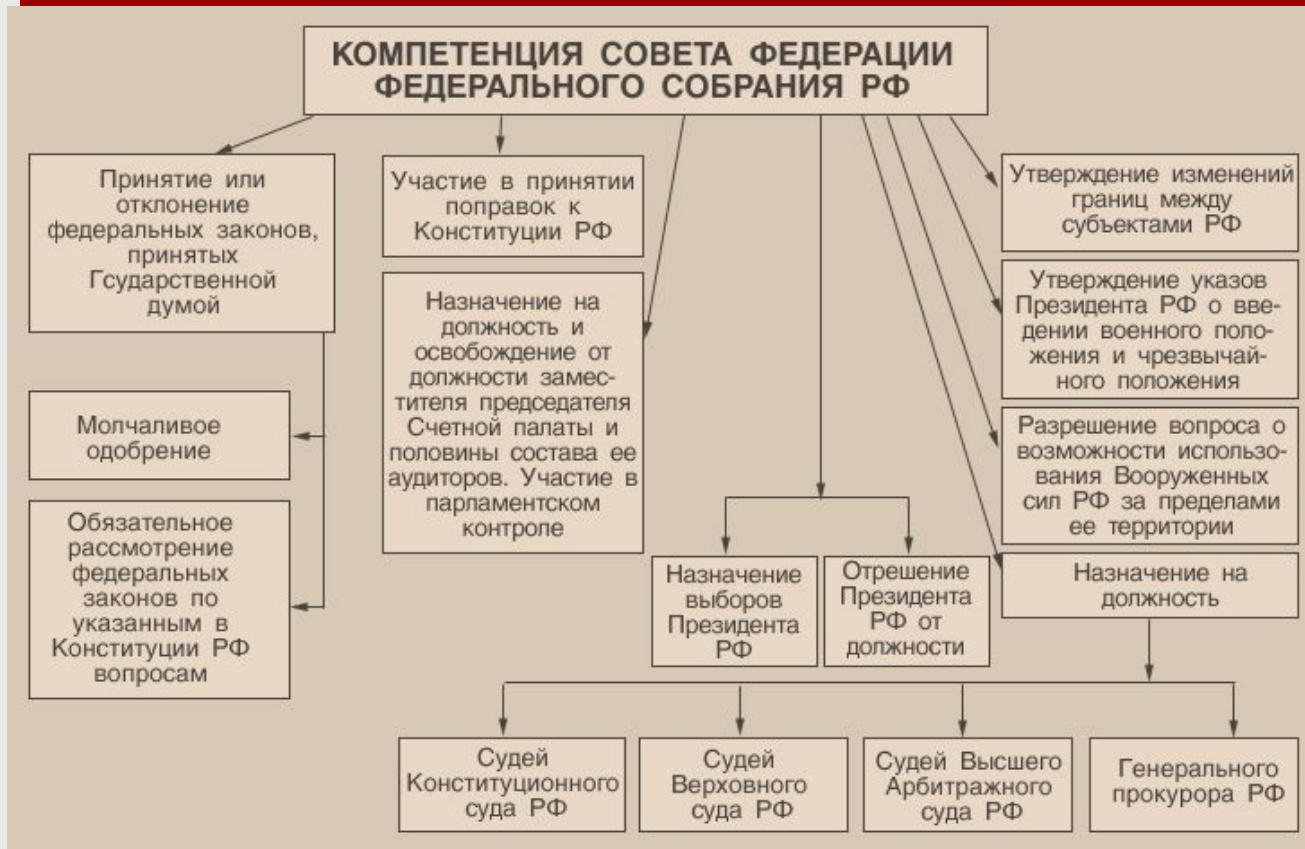 КОМПЕТЕНЦИЯ СОВЕТА ФЕДЕРАЦИИ
ФЕДЕРАЛЬНОГО СОБРАНИЯ РФ
Принятие или
отклонение
федеральных законов,
принятых
Гсударственной
думой
Молчаливое
одобрение
Обязательное
рассмотрение
федеральных
законов по
указанным в
Конституции РФ
вопросам
Участие в принятии
поправок к
Конституции РФ
Назначение на
должность и
освобождение от
должности замес-
тителя председателя
Счетной палаты и
половины состава ее
аудиторов. Участие в
парламентском
контроле
Назначение
выборов
Президента
РФ
Отрешение
Президента
РФ от
должности
Утверждение изменений
границ между
субъектами РФ
Утверждение указов
Президента РФ о вве-
дении военного поло-
жения и чрезвычай-
ного положения
Разрешение вопроса о
возможности использо-
вания Вооруженных
сил РФ за пределами
ее территории
Назначение на
должность
Судей
Конституционного
суда РФ
Судей
Верховного
суда РФ
Судей Высшего
Арбитражного
суда РФ
Генерального
прокурора РФ